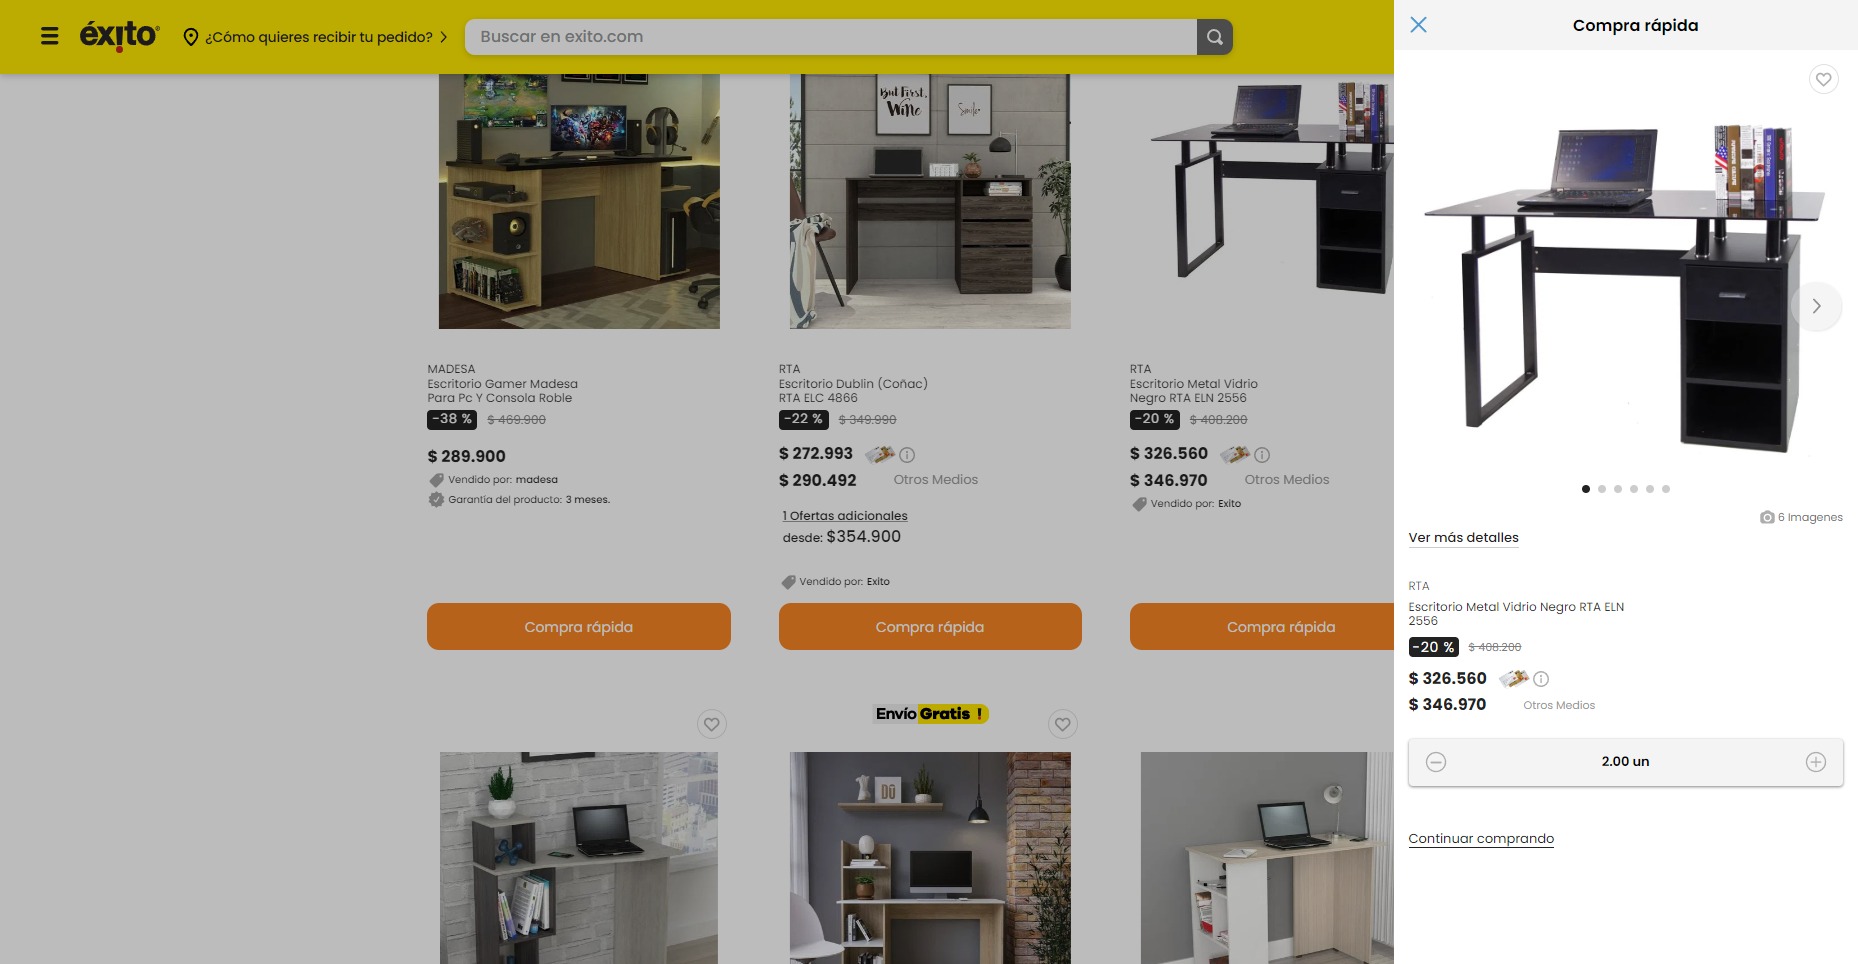 éxito
¿Cómo quieres recibir tu pedido?
Buscar en exito.com
But First,
Wine
Smile
MADESA
Escritorio Gamer Madesa
Para Pc Y Consola Roble
-38 % $ 469.900
$ 289.900
Vendido por: madesa
Garantía del producto: 3 meses.
Compra rápida
RTA
Escritorio Dublin (Coñac)
RTA ELC 4866
-22 % $ 349.990
$ 272.993
$ 290.492 Otros Medios
1 Ofertas adicionales
desde: $354.900
Vendido por: Exito
Compra rápida
RTA
Escritorio Metal Vidrio
Negro RTA ELN 2556
-20 % $ 408.200
$ 326.560
$ 346.970 Otros Medios
Vendido por: Exito
Compra rápida
Envío Gratis !
Compra rápida
6 Imagenes
Ver más detalles
RTA
Escritorio Metal Vidrio Negro RTA ELN
2556
-20 % $ 408.200
$ 326.560
$ 346.970 Otros Medios
2.00 un
Continuar comprando